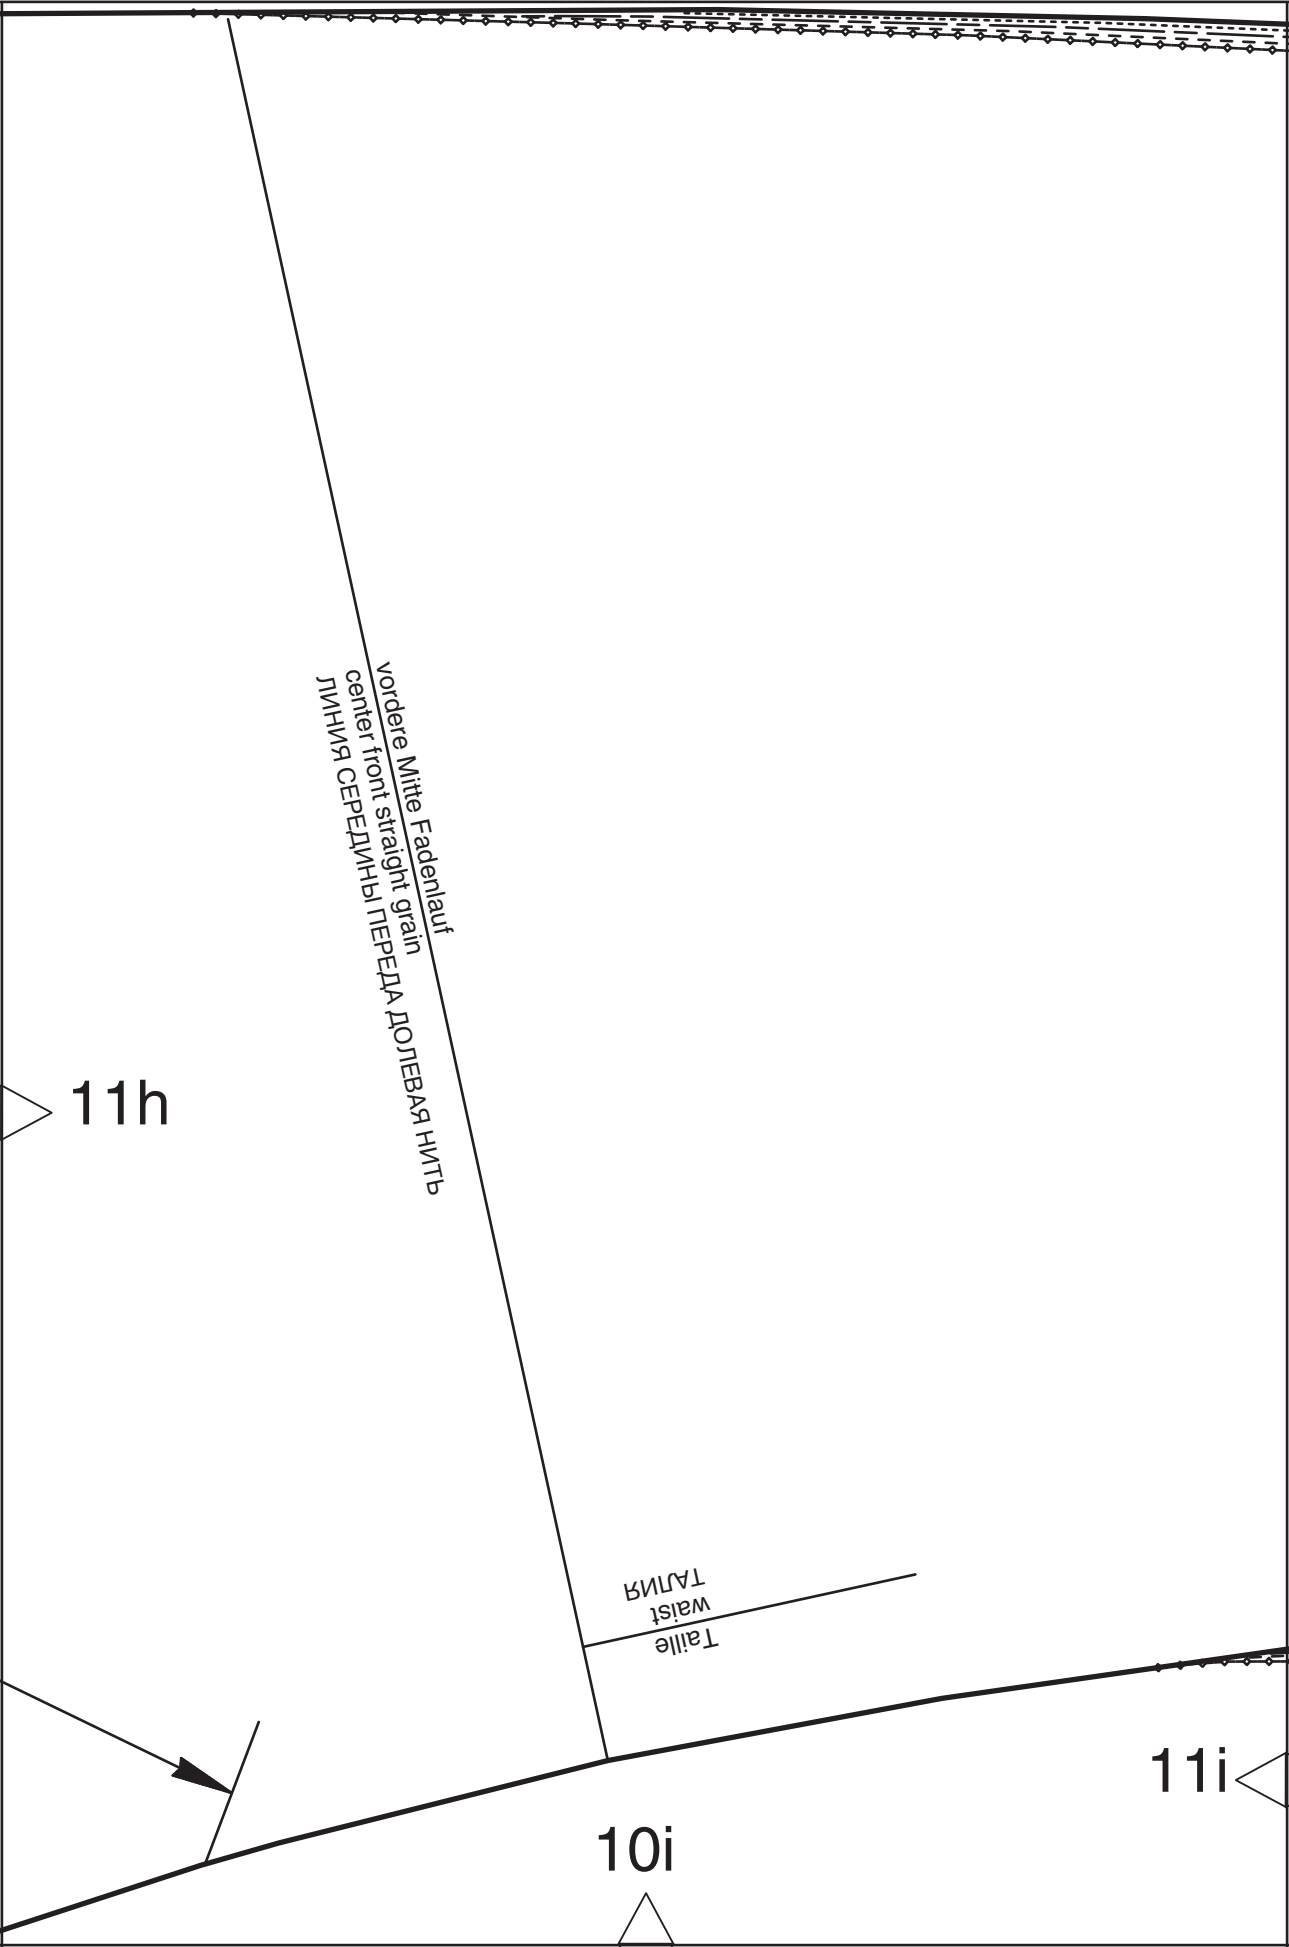 vordere Mitte Fadenlauf
center front straight grain
ЛИНИЯ СЕРЕДИНЫ ПЕРЕДА ДОЛЕВАЯ НИТЬ
11h
Taille
waist
ТАЛИЯ
11i
10i